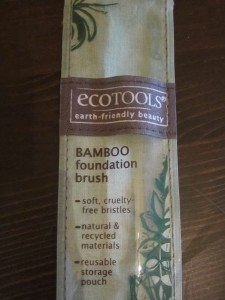 ecoTOOLS®
earth-friendly beauty
BAMBOO
foundation
brush
soft, cruelty-
free bristles
natural &
recycled
materials
reusable
storage
pouch